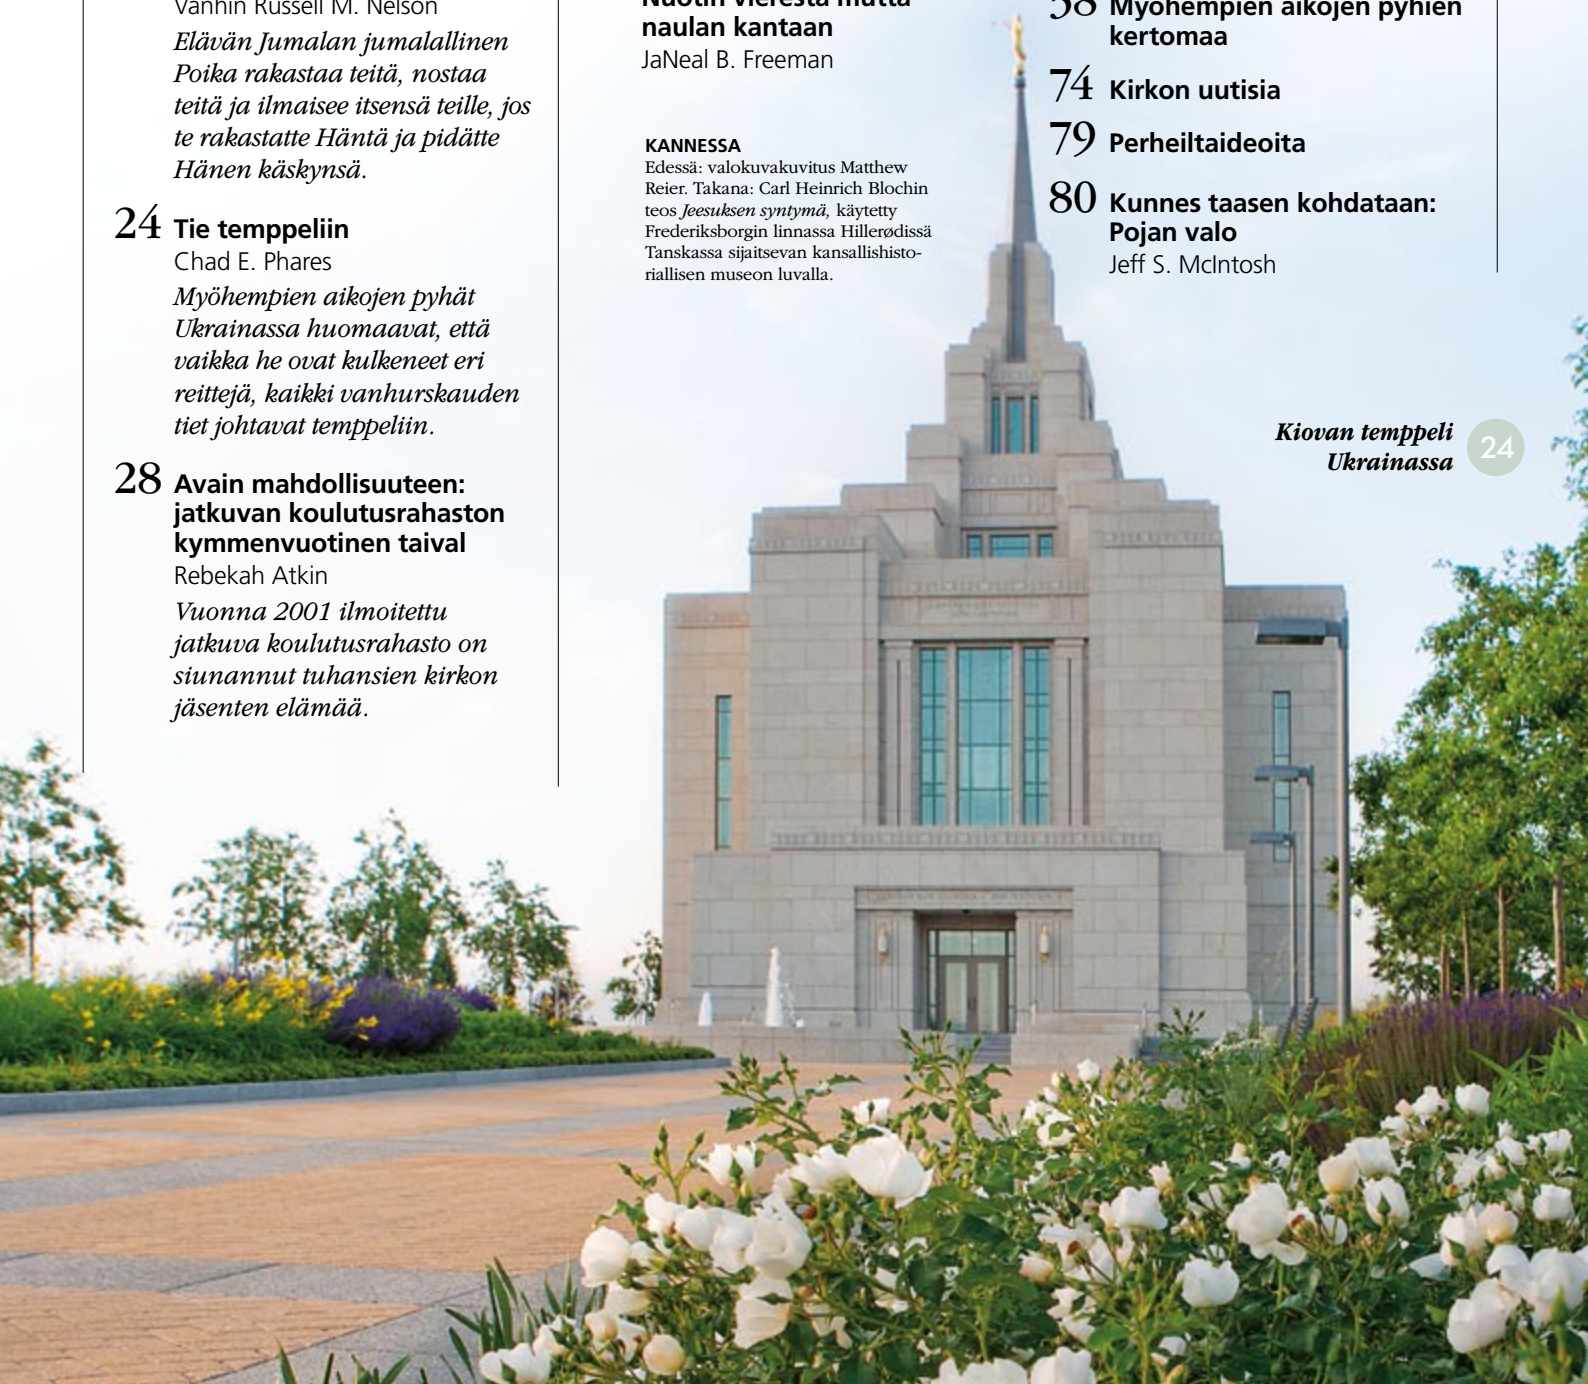 Vanhin Russell M. Nelson
Elävän Jumalan jumalallinen
Poika rakastaa teitä, nostaa
teitä ja ilmaisee itsensä teille, jos
te rakastatte Häntä ja pidätte
Hänen käskynsä.
24 Tie temppeliin
Chad E. Phares
Myöhempien aikojen pyhät
Ukrainassa huomaavat, että
vaikka he ovat kulkeneet eri
reittejä, kaikki vanhurskauden
tiet johtavat temppeliin.
28 Avain mahdollisuuteen:
jatkuvan koulutusrahaston
kymmenvuotinen taival
Rebekah Atkin
Vuonna 2001 ilmoitettu
jatkuva koulutusrahasto on
siunannut tuhansien kirkon
jäsenten elämää.
Nuotin vierestä mutta
naulan kantaan
JaNeal B. Freeman
KANNESSA
Edessä: valokuvakuvitus Matthew
Reier. Takana: Carl Heinrich Blochin
teos Jeesuksen syntymä, käytetty
Frederiksborgin linnassa Hillerødissä
Tanskassa sijaitsevan kansallishisto-
riallisen museon luvalla.
58 Myöhempien aikojen pyhien
kertomaa
74 Kirkon uutisia
79 Perheiltaideoita
80 Kunnes taasen kohdataan:
Pojan valo
Jeff S. McIntosh
Kiovan temppeli
Ukrainassa
24